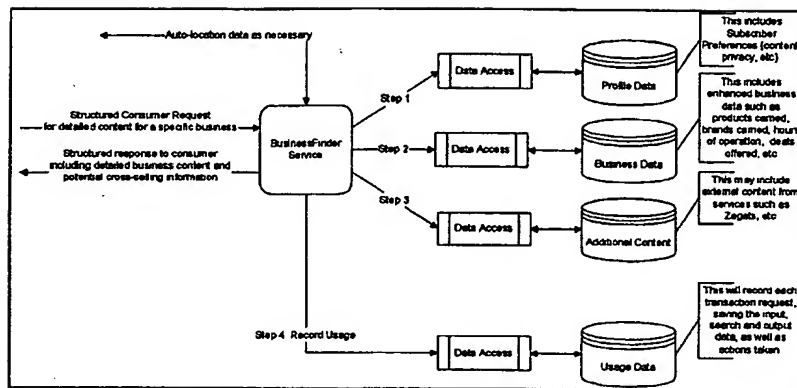 Auto-location data as necessary
Structured Consumer Request
for detailed content for a specific business
Structured response to consumer
including detailed business content and
potential cross-selling information
BusinessFinder
Service
Step 1
Step 2
Step 3
Step 4 Record Usage
Data Access
Profile Data
This includes
Subscriber
Preferences (content
privacy, etc)
Data Access
Business Data
This includes
enhanced business
data such as
products carried,
brands carried, hours
of operation, deals
offered, etc
Data Access
Additional Content
This may include
external content from
services such as
Zagats, etc
Data Access
Usage Data
This will record each
transaction request,
saving the input,
search and output
data, as well as
actions taken